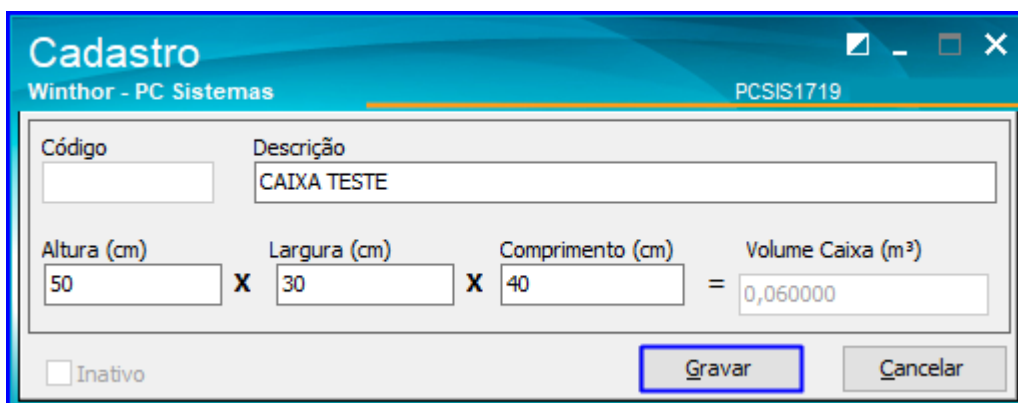 Cadastro
Winthor - PC Sistemas
PCSIS1719
Código Descrição
CAIXA TESTE
Altura (cm) Largura (cm) Comprimento (cm) Volume Caixa (m³)
50 X 30 X 40 = 0,060000
Inativo Gravar Cancelar